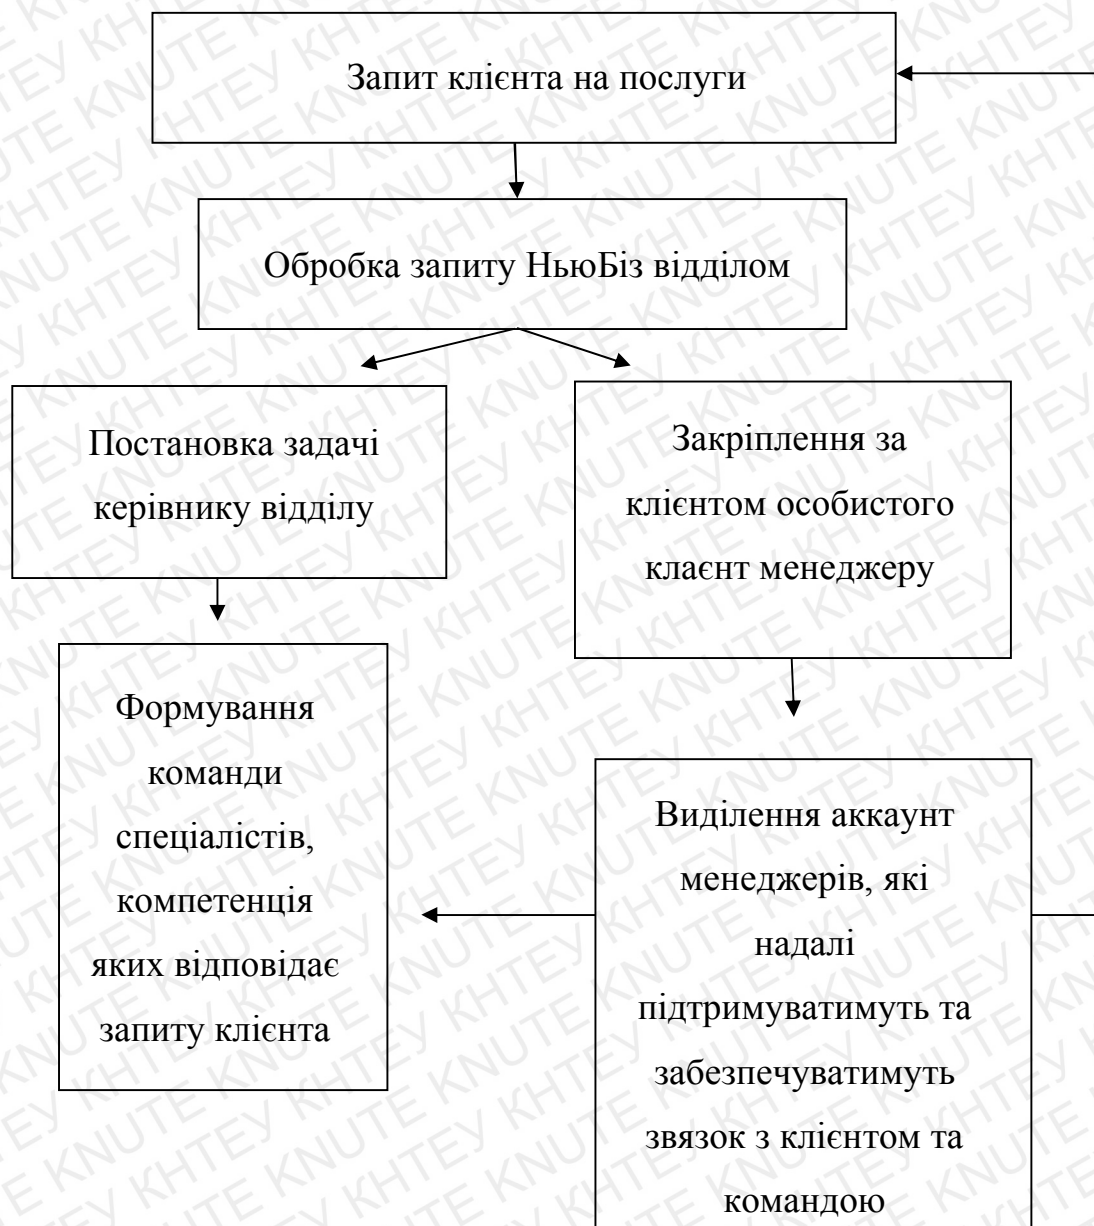 Запит клієнта на послуги
Обробка запиту НьюБіз відділом
Постановка задачі
керівнику відділу
Закріплення за
клієнтом особистого
клаєнт менеджеру
Формування
команди
спеціалістів,
компетенція
яких відповідає
запиту клієнта
Виділення аккаунт
менеджерів, які
надалі
підтримуватимуть та
забезпечуватимуть
звязок з клієнтом та
командою